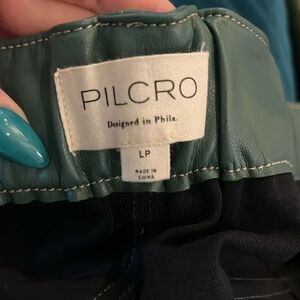 PILCRO
Designed in Phila.
LP
MADE IN
CHINA